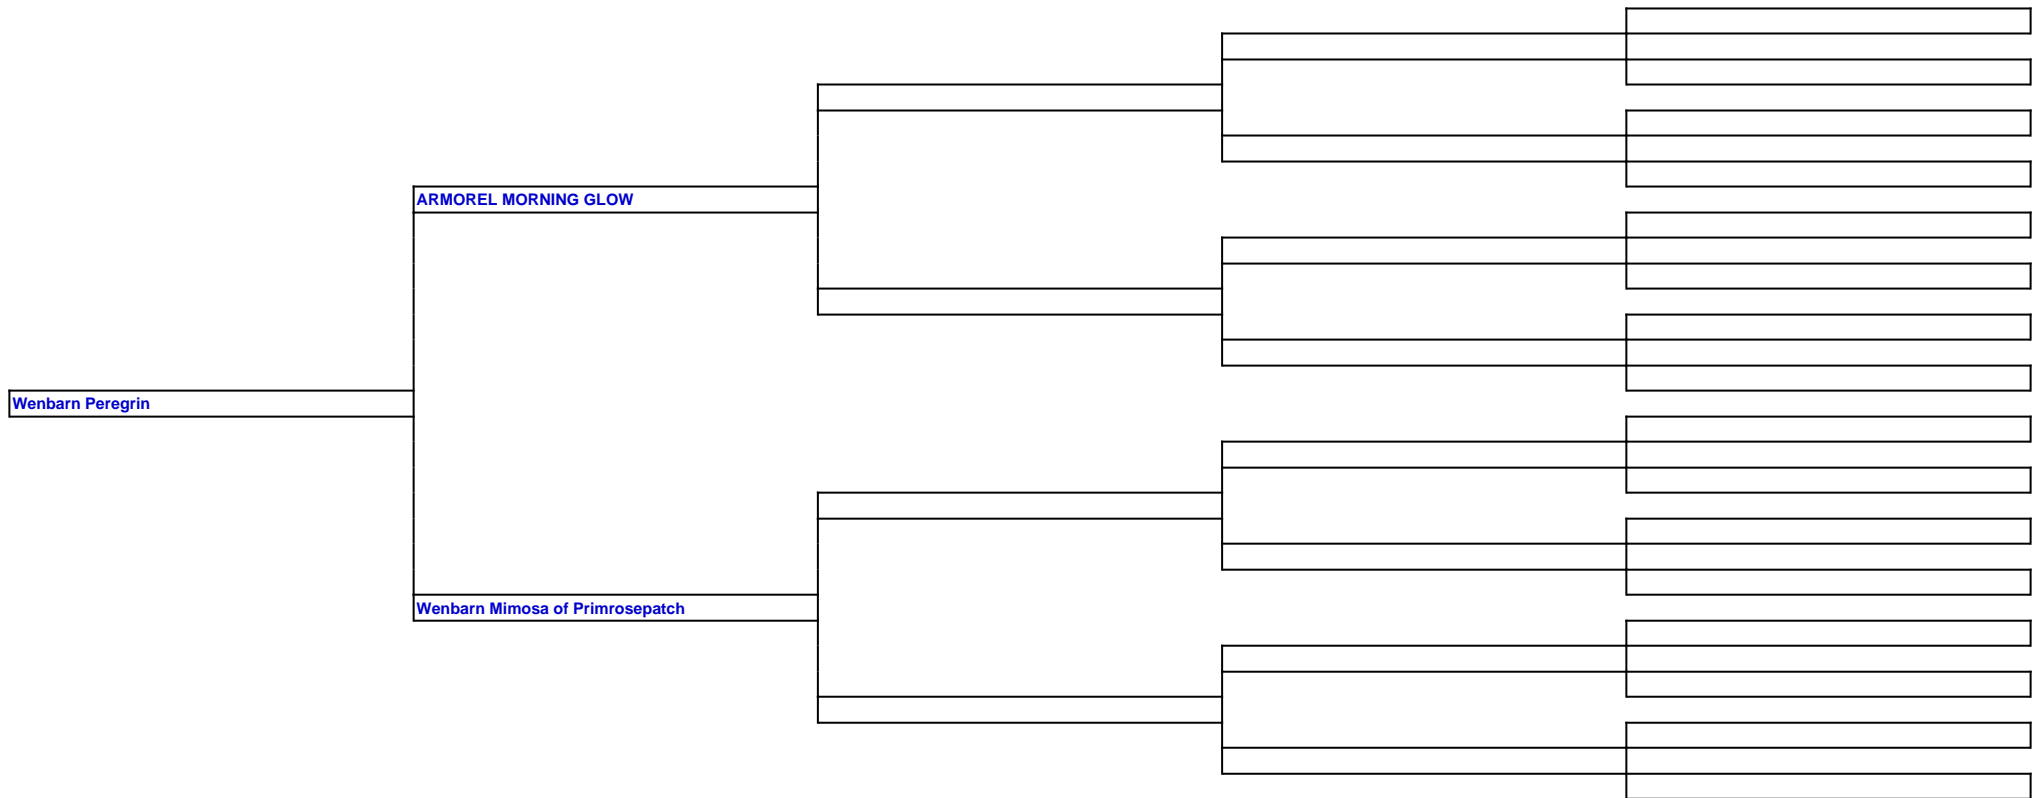 ARMOREL MORNING GLOW
Wenbarn Peregrin
Wenbarn Mimosa of Primrosepatch